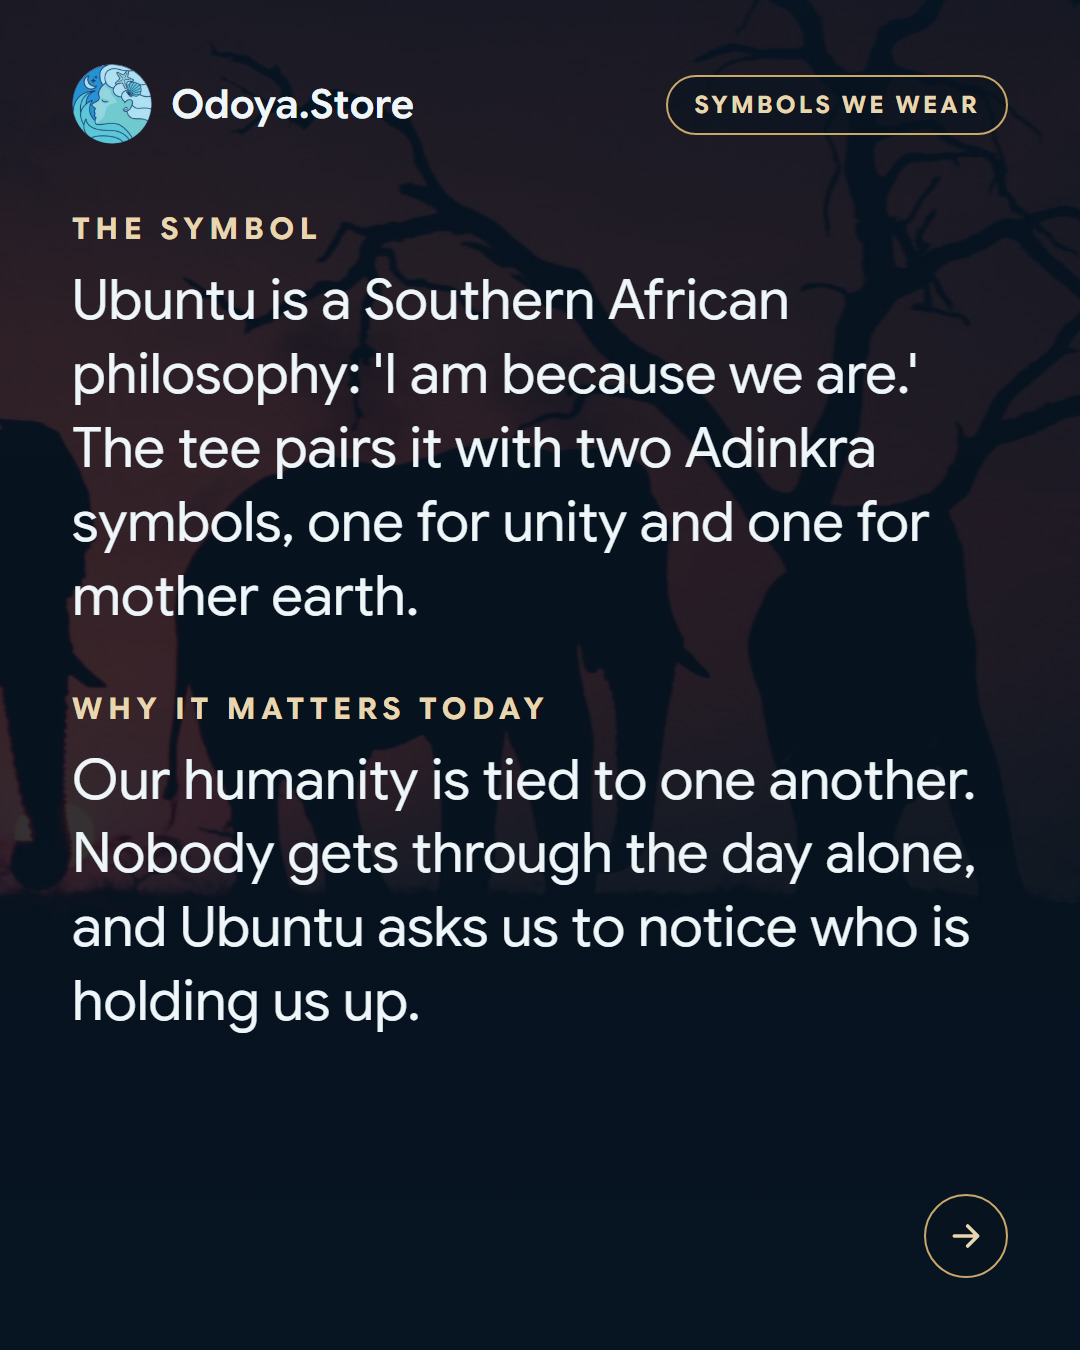 Odoya.Store
SYMBOLS WE WEAR
THE SYMBOL
Ubuntu is a Southern African
philosophy: 'I am because we are.'
The tee pairs it with two Adinkra
symbols, one for unity and one for
mother earth.
WHY IT MATTERS TODAY
Our humanity is tied to one another.
Nobody gets through the day alone,
and Ubuntu asks us to notice who is
holding us up.